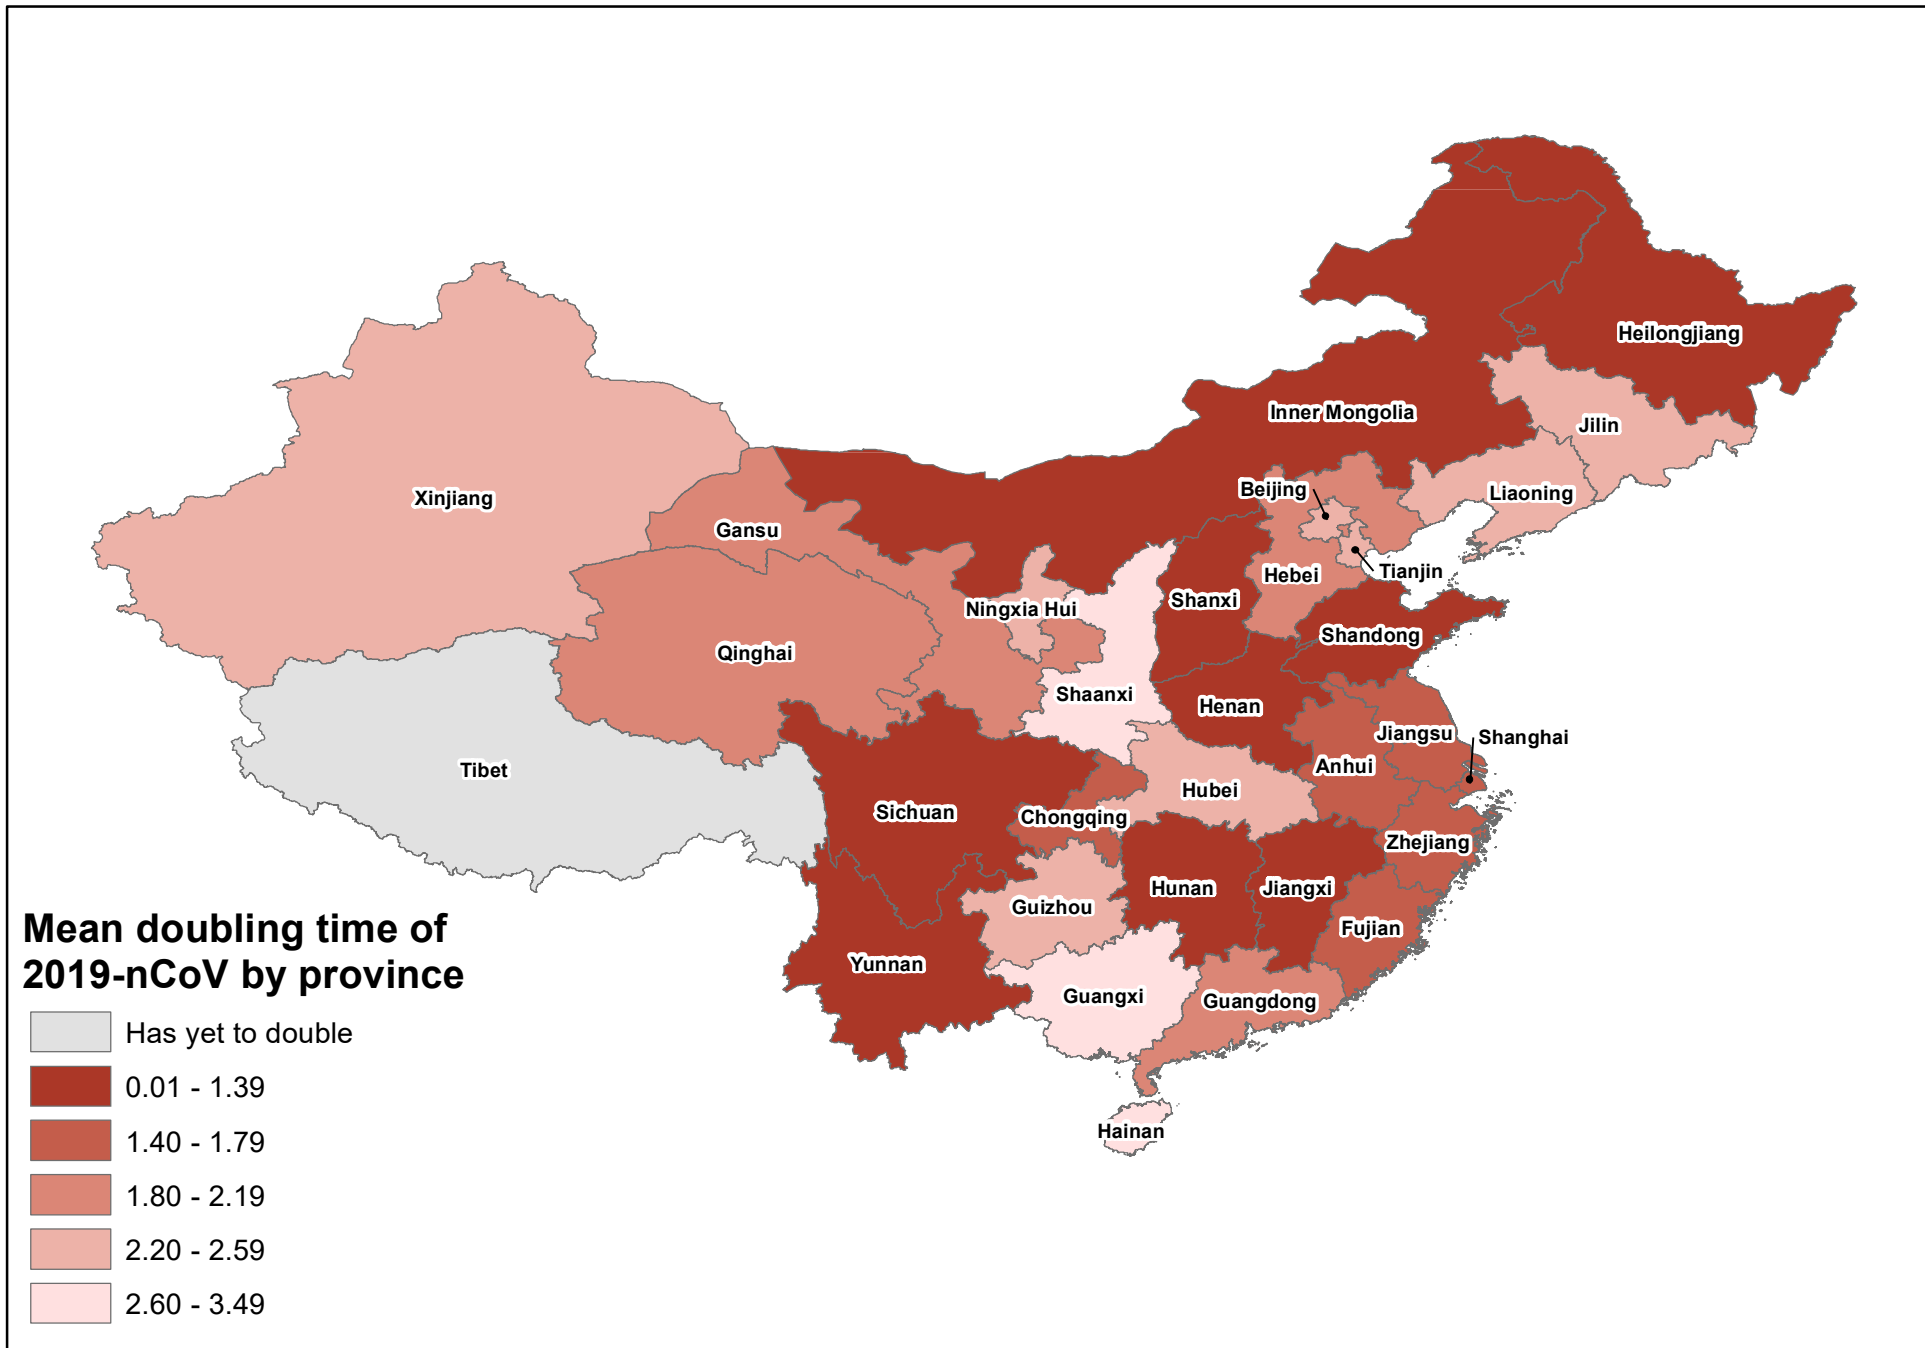 Heilongjiang
Inner Mongolia
Jilin
Beijing
Liaoning
Xinjiang
Gansu
Tianjin
Hebei
Shanxi
Ningxia Hui
Shandong
Qinghai
Shaanxi
Henan
Jiangsu
Shanghai
Anhui
Tibet
Hubei
Sichuan
Chongqing
Zhejiang
Hunan
Jiangxi
Guizhou
Fujian
Yunnan
Guangxi
Guangdong
Hainan
Mean doubling time of
2019-nCoV by province
Has yet to double
0.01 - 1.39
1.40 - 1.79
1.80 - 2.19
2.20 - 2.59
2.60 - 3.49